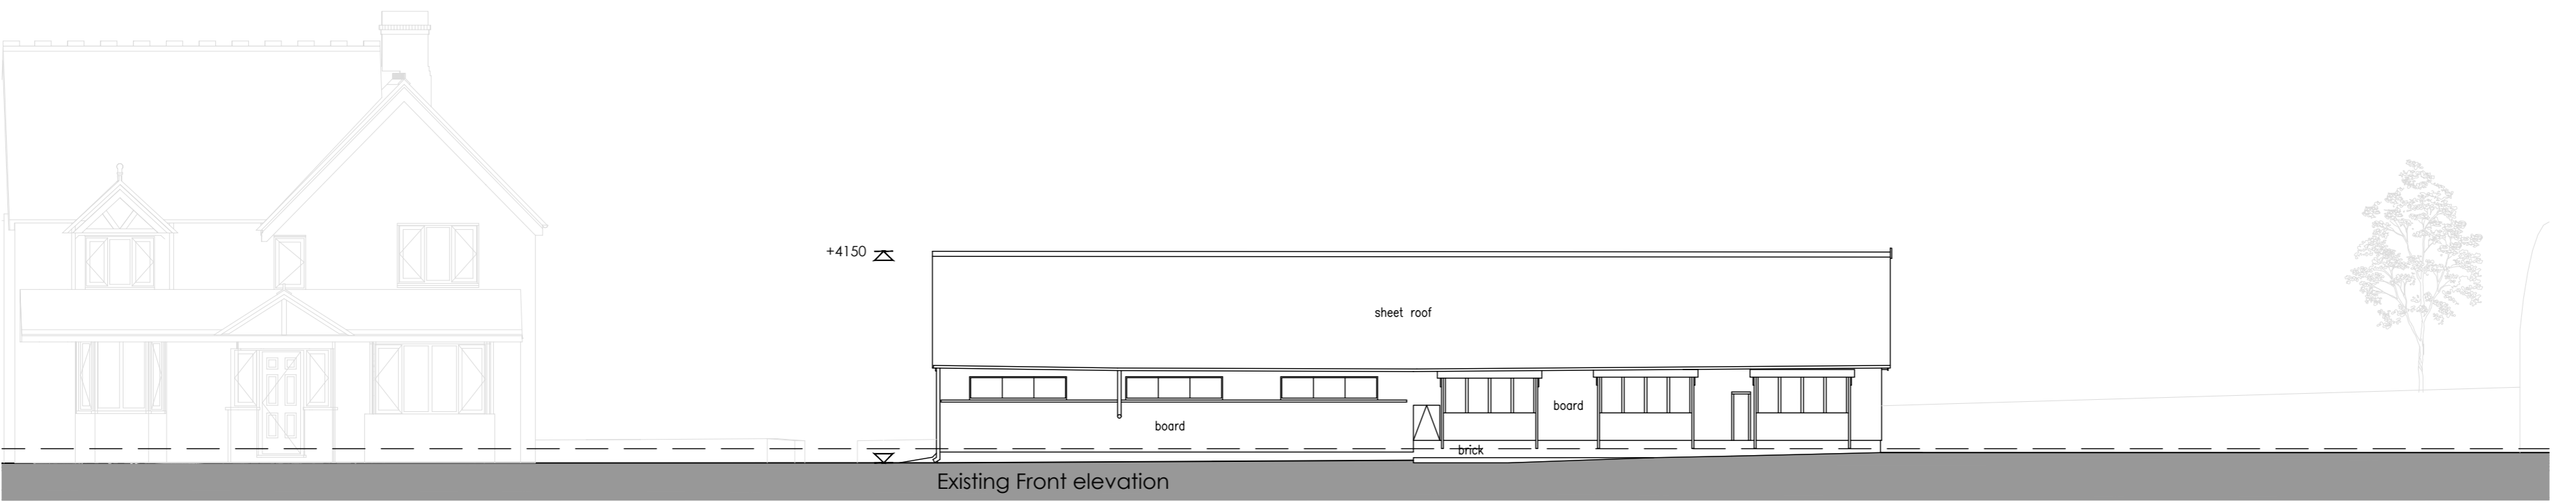 +4150
sheet roof
board
board
brick
Existing Front elevation